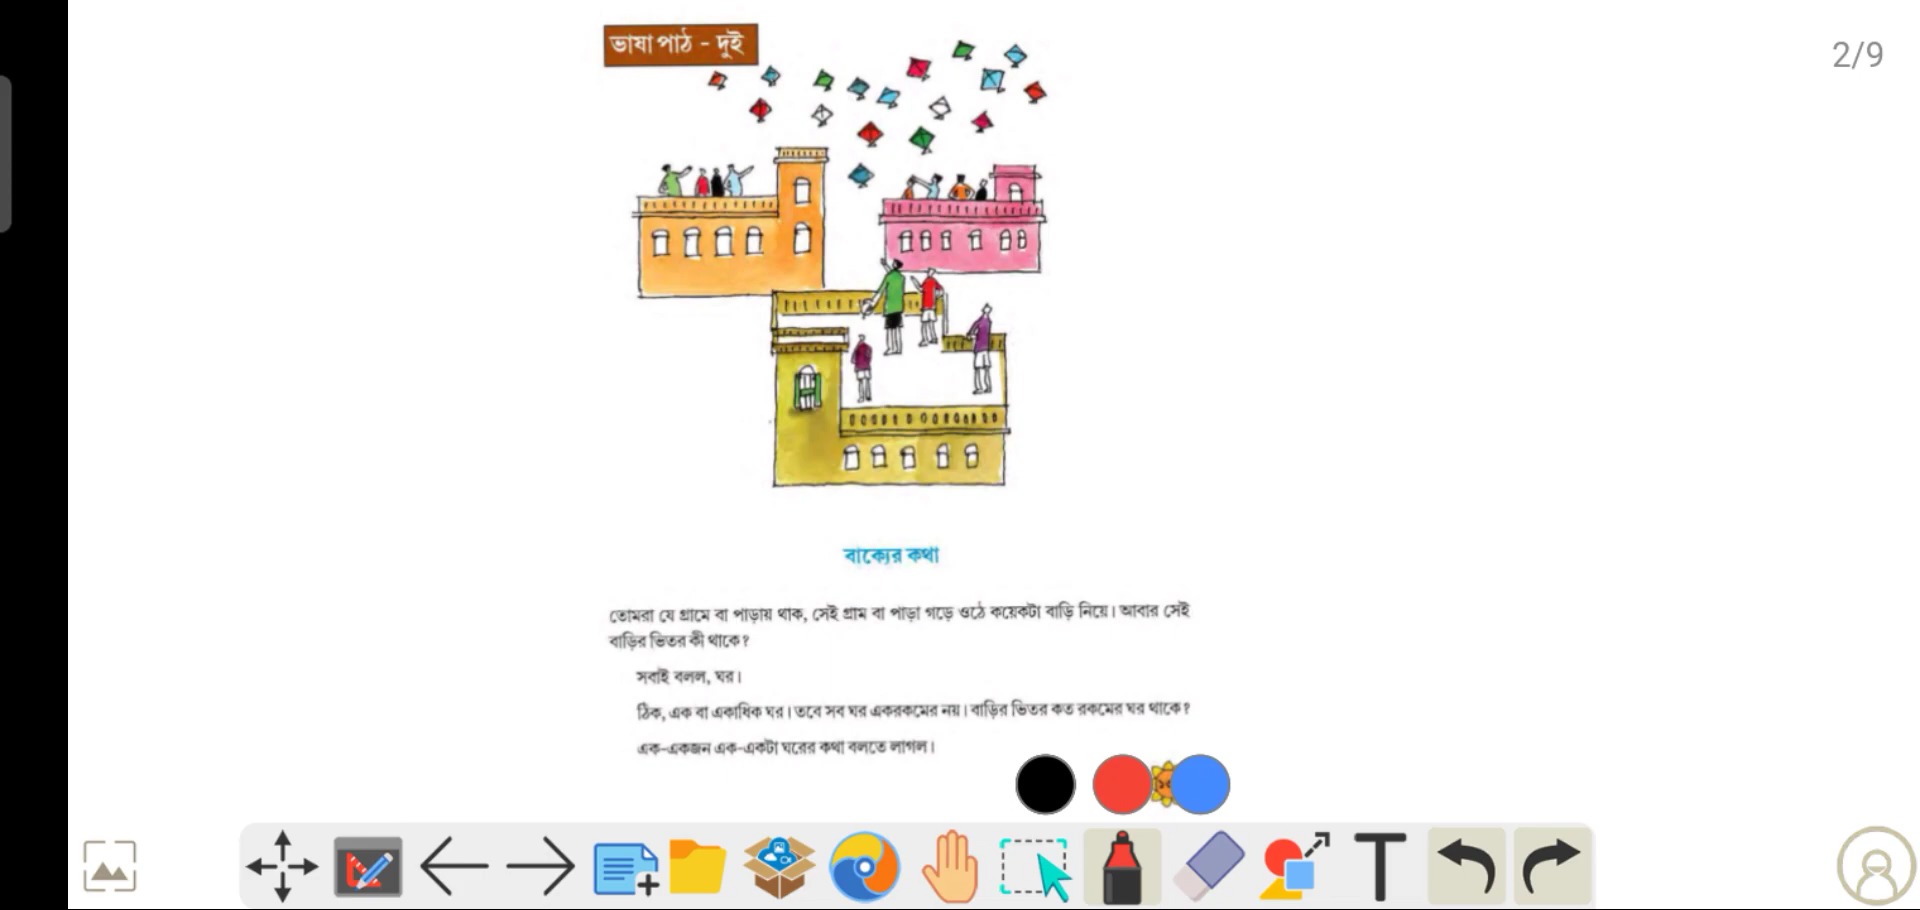 ভাষা পাঠ - দুই
2/9
বাক্যের কথা
তোমরা যে গ্রামে বা পাড়ায় থাক, সেই গ্রাম বা পাড়া গড়ে ওঠে কয়েকটা বাড়ি নিয়ে। আবার সেই
বাড়ির ভিতর কী থাকে?
সবাই বলল, ঘর।
ঠিক, এক বা একাধিক ঘর। তবে সব ঘর একরকমের নয়। বাড়ির ভিতর কত রকমের ঘর থাকে?
এক-একজন এক-একটা ঘরের কথা বলতে লাগল।